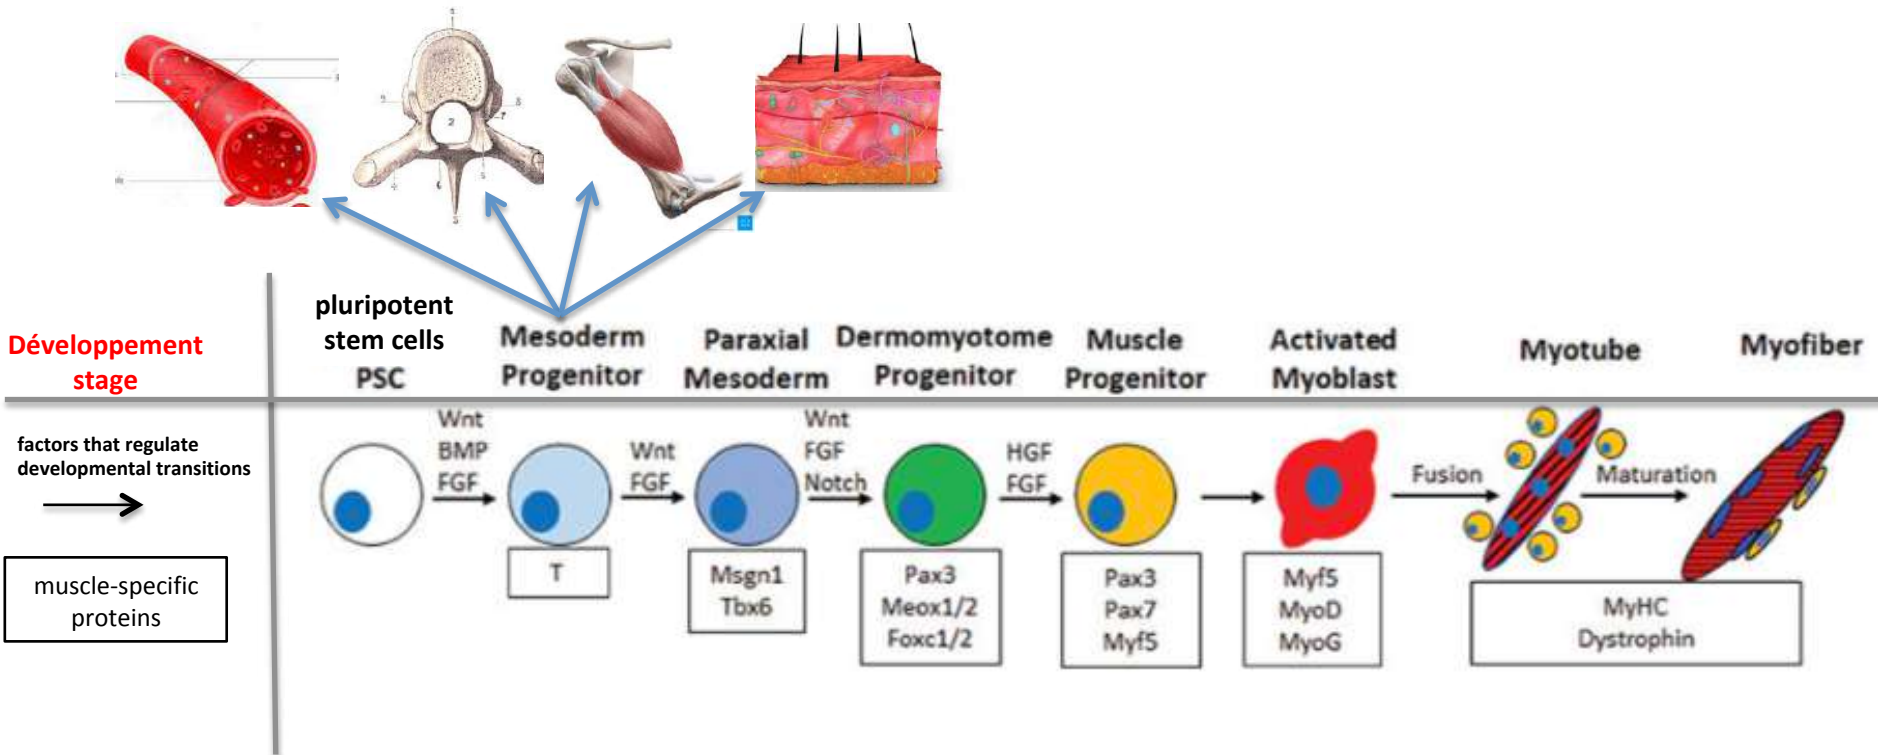 2
pluripotent
stem cells
PSC
Mesoderm
Progenitor
Paraxial
Mesoderm
Dermomyotome
Progenitor
Muscle
Progenitor
Activated
Myoblast
Myotube
Myofiber
Développement
stage
factors that regulate
developmental transitions
muscle-specific
proteins
Wnt
BMP
FGF
Wnt
FGF
Wnt
FGF
Notch
HGF
FGF
Fusion
Maturation
T
Msgn1
Tbx6
Pax3
Meox1/2
Foxc1/2
Pax3
Pax7
Myf5
Myf5
MyoD
MyoG
MyHC
Dystrophin